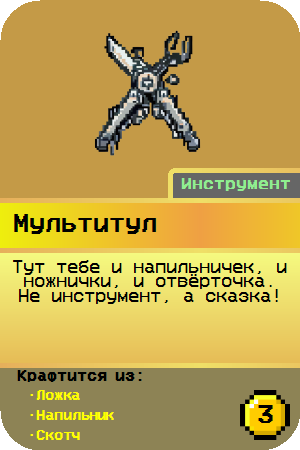 Инструмент
Мультитул
Тут тебе и напильничек, и
ножнички, и отвёрточка.
Не инструмент, а сказка!
Крафтится из:
·Ложка
·Напильник
·Скотч
3